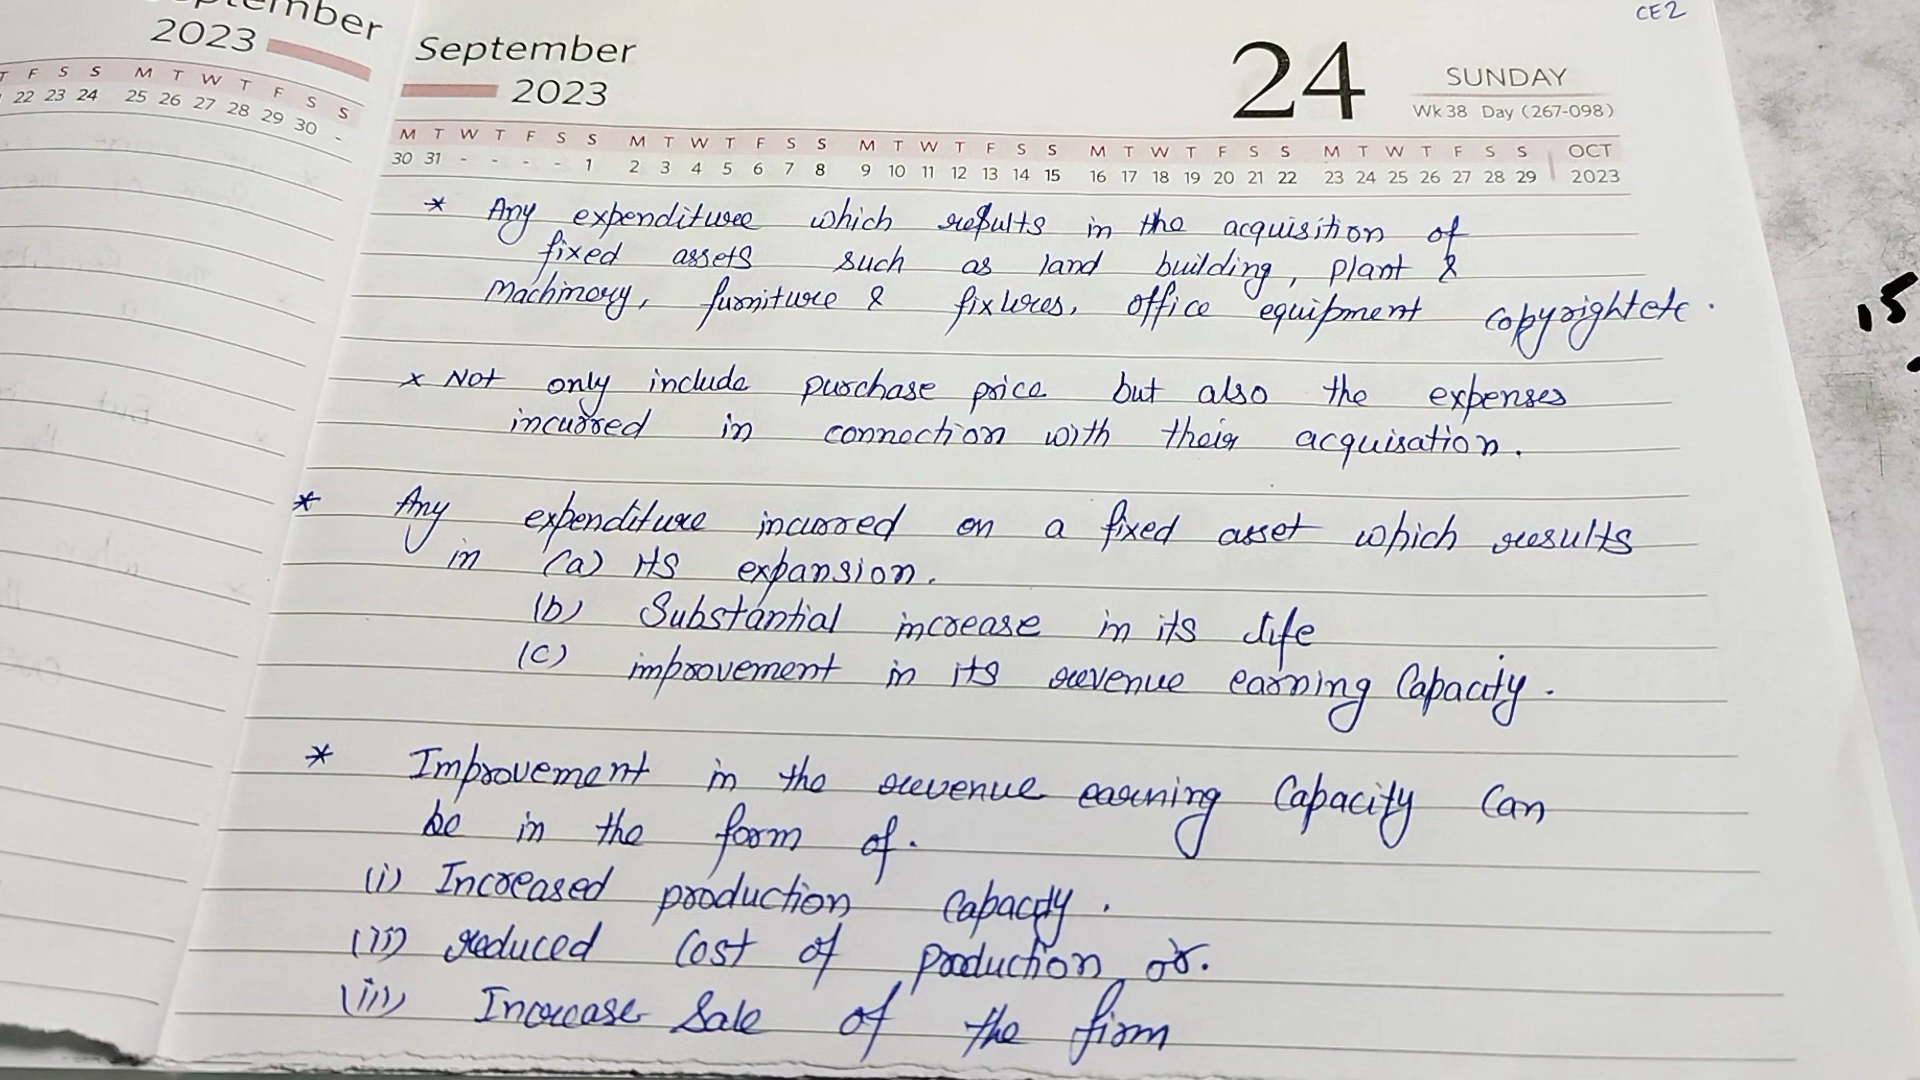 September
2023
T F S S M T W T F S S
22 23 24 25 26 27 28 29 30 -
CE2
September
2023
24
SUNDAY
Wk 38 Day (267-098)
M T W T F S S M T W T F S S M T W T F S S M T W T F S S M T W T F S S OCT
30 31 - - - - 1 2 3 4 5 6 7 8 9 10 11 12 13 14 15 16 17 18 19 20 21 22 23 24 25 26 27 28 29 2023
* Any expenditure which results in the acquisition of
fixed assets such as land building, plant &
Machinery, furniture & fixtures, office equipment copyright etc.
x Not only include purchase price but also the expenses
incurred in connection with their acquisation.
* Any expenditure incurred on a fixed asset which results
in (a) its expansion.
(b) Substantial increase in its life
(c) improvement in its revenue earning Capacity.
* Improvement in the revenue earning Capacity Can
be in the form of.
(i) Increased production Capacity.
(ii) reduced Cost of production or.
(iii) Increase Sale of the firm
15